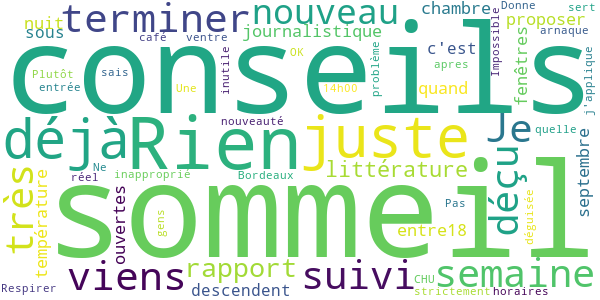 nuit
terminer
nouveau
chambre
Donne
sert
sous
café
ventre
journalistique
proposer
arnaque
Plutôt
sais
OK
c'est
entrée
inutile
conseils
Une
14h00
problème
quand
Impossible
fenêtres
j'applique
apres
nouveauté
déjà
Rien
juste
Je
quelle
Ne
réel
inapproprié
Bordeaux
littérature
déçu
septembre
très
température
ouvertes
sommeil
gens
Pas
entre18
déguisée
viens
rapport
suivi
CHU
semaine
Respirer
descendent
strictement
horaires